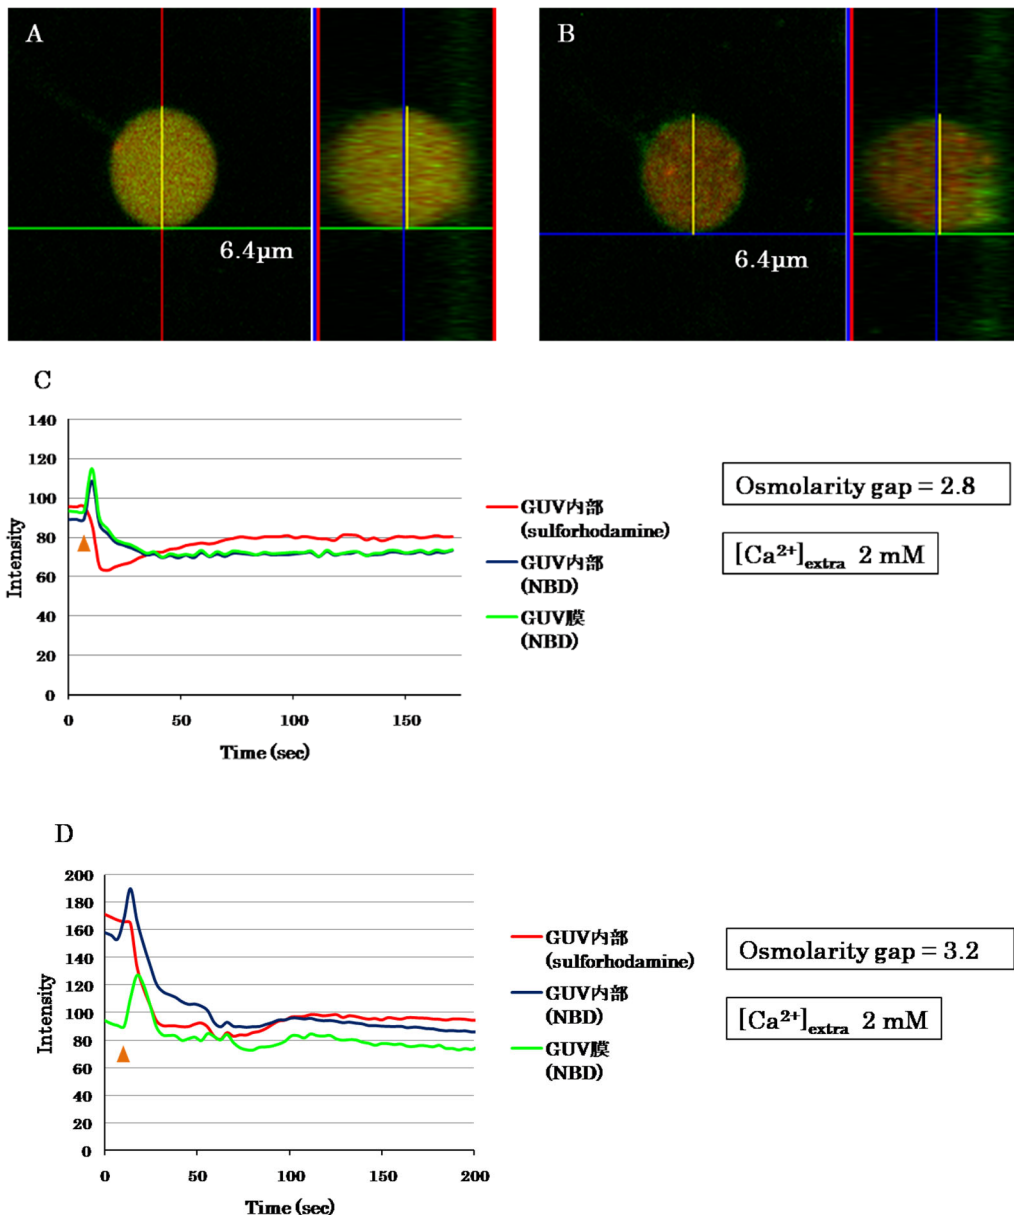 A
B
6.4μm
6.4μm
C
140
120
100
80
60
40
20
0
Intensity
0
50
100
150
Time (sec)
GUV内部
(sulforhodamine)
GUV内部
(NBD)
GUV膜
(NBD)
Osmolarity gap = 2.8
[Ca²⁺]extra 2 mM
D
200
180
160
140
120
100
80
60
40
20
0
Intensity
0
50
100
150
200
Time (sec)
GUV内部
(sulforhodamine)
GUV内部
(NBD)
GUV膜
(NBD)
Osmolarity gap = 3.2
[Ca²⁺]extra 2 mM